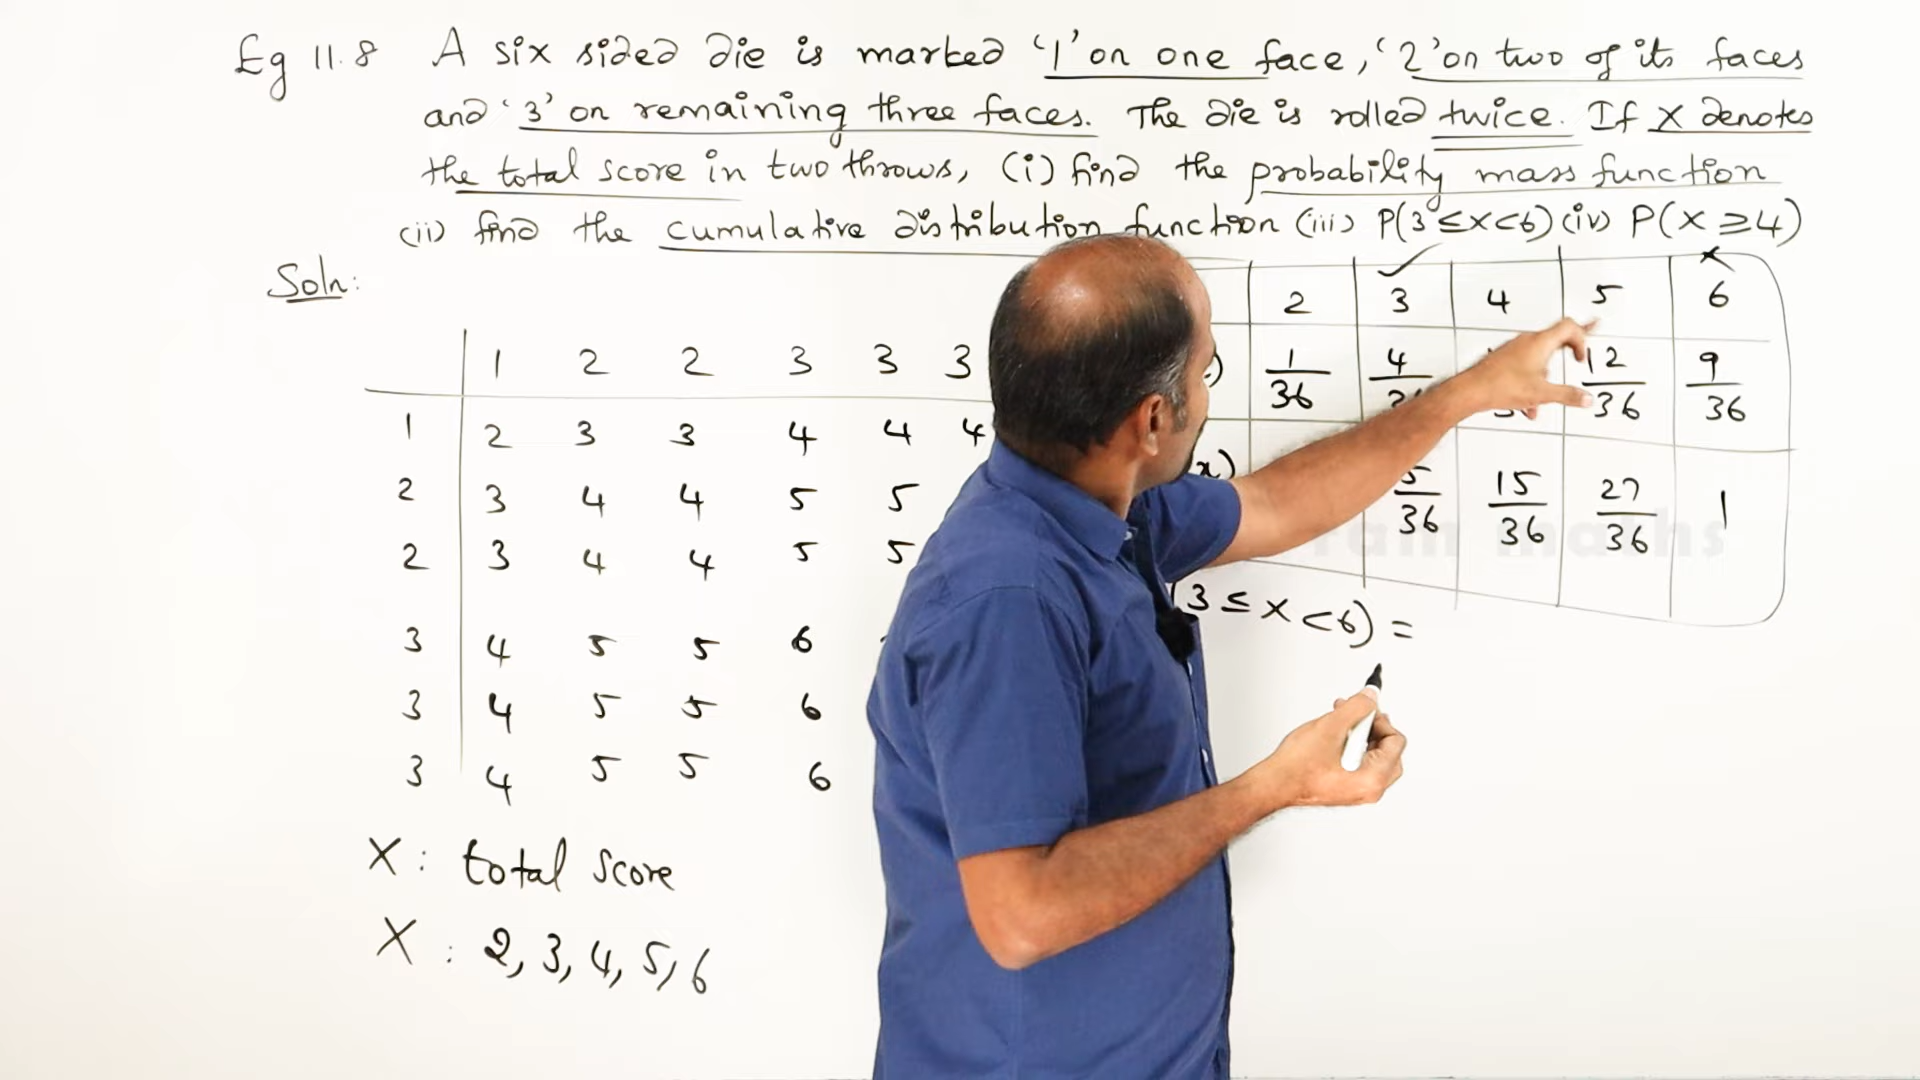 Eg 11.8 A six sided die is marked '1' on one face, '2' on two of its faces
and '3' on remaining three faces. The die is rolled twice. If X denotes
the total score in two throws, (i) find the probability mass function
(ii) find the cumulative distribution function (iii) P(3 ≤ x < 6) (iv) P(X ≥ 4)
Soln:
2 3 4 5 6
1/36 4/ 12/36 9/36
x) 5/36 15/36 27/36 1
1 2 2 3 3 3
1 2 3 3 4 4 4
2 3 4 4 5 5
2 3 4 4 5 5
3 4 5 5 6
3 4 5 5 6
3 4 5 5 6
maths
(3 ≤ x < 6) =
X : total score
X : 2, 3, 4, 5, 6